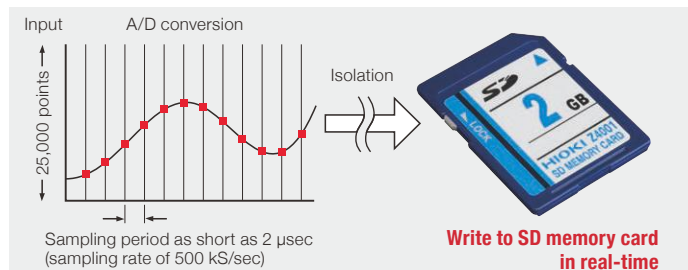 Input
A/D conversion
25,000 points
Isolation
SD
2
GB
LOCK
HIOKI Z4001
SD MEMORY CARD
Sampling period as short as 2 µsec
(sampling rate of 500 kS/sec)
Write to SD memory card
in real-time